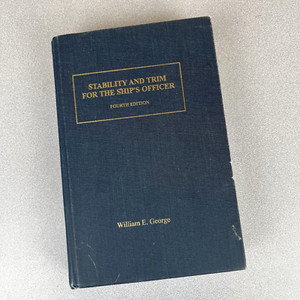 STABILITY AND TRIM
FOR THE SHIP'S OFFICER
FOURTH EDITION
William E. George